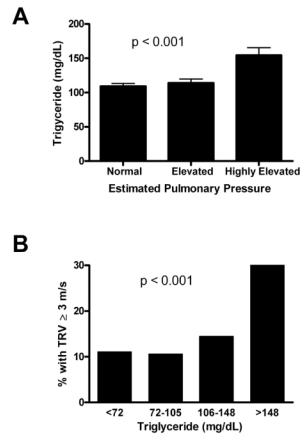 A
p < 0.001
Trigyceride (mg/dL)
200
150
100
50
0
Normal Elevated Highly Elevated
Estimated Pulmonary Pressure
B
p < 0.001
% with TRV ≥ 3 m/s
30
20
10
0
<72 72-105 106-148 >148
Triglyceride (mg/dL)